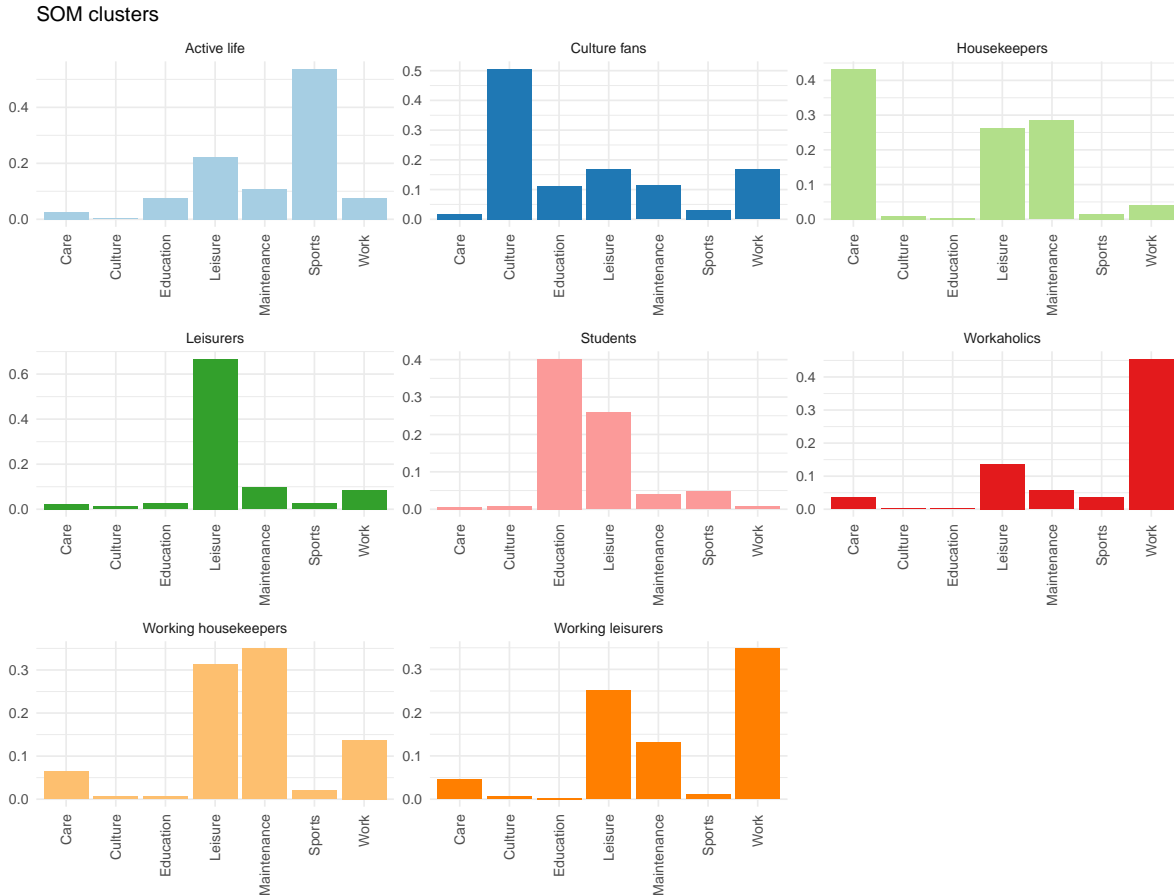 SOM clusters
Active life
Culture fans
Housekeepers
0.4
0.2
0.0
0.5
0.4
0.3
0.2
0.1
0.0
0.4
0.3
0.2
0.1
0.0
Care
Culture
Education
Leisure
Maintenance
Sports
Work
Care
Culture
Education
Leisure
Maintenance
Sports
Work
Care
Culture
Education
Leisure
Maintenance
Sports
Work
Leisurers
Students
Workaholics
0.6
0.4
0.2
0.0
0.4
0.3
0.2
0.1
0.0
0.4
0.3
0.2
0.1
0.0
Care
Culture
Education
Leisure
Maintenance
Sports
Work
Care
Culture
Education
Leisure
Maintenance
Sports
Work
Care
Culture
Education
Leisure
Maintenance
Sports
Work
Working housekeepers
Working leisurers
0.3
0.2
0.1
0.0
0.3
0.2
0.1
0.0
Care
Culture
Education
Leisure
Maintenance
Sports
Work
Care
Culture
Education
Leisure
Maintenance
Sports
Work